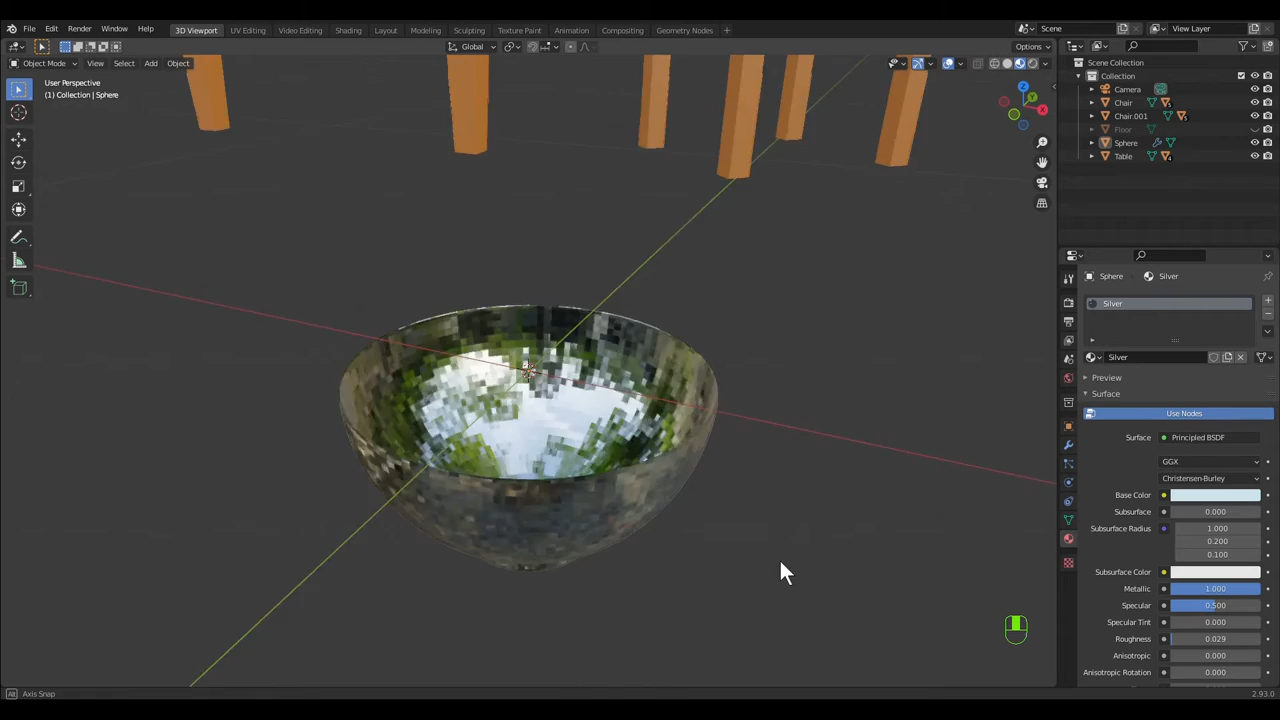 File Edit Render Window Help
3D Viewport UV Editing Video Editing Shading Layout Modeling Sculpting Texture Paint Animation Compositing Geometry Nodes +
Scene
View Layer
Global
Options
Object Mode View Select Add Object
User Perspective
(1) Collection | Sphere
Z
Y
X
Scene Collection
Collection
Camera
Chair
5
Chair.001
5
Floor
Sphere
Table
4
Sphere
Silver
Silver
Silver
Preview
Surface
Use Nodes
Surface Principled BSDF
GGX
Christensen-Burley
Base Color
Subsurface 0.000
Subsurface Radius 1.000
0.200
0.100
Subsurface Color
Metallic 1.000
Specular 0.500
Specular Tint 0.000
Roughness 0.029
Anisotropic 0.000
Anisotropic Rotation 0.000
Alt Axis Snap
2.93.0